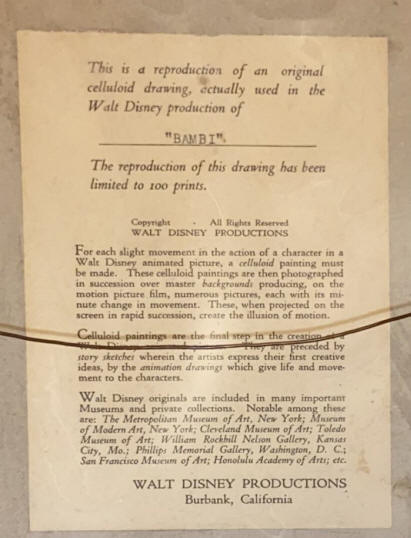 This is a reproduction of an original
celluloid drawing, actually used in the
Walt Disney production of
"BAMBI".
The reproduction of this drawing has been
limited to 100 prints.
Copyright - All Rights Reserved
WALT DISNEY PRODUCTIONS
For each slight movement in the action of a character in a
Walt Disney animated picture, a celluloid painting must
be made. These celluloid paintings are then photographed
in succession over master backgrounds producing, on the
motion picture film, numerous pictures, each with its mi-
nute change in movement. These, when projected on the
screen in rapid succession, create the illusion of motion.
Celluloid paintings are the final step in the creation of a
They are preceded by
story sketches wherein the artists express their first creative
ideas, by the animation drawings which give life and move-
ment to the characters.
Walt Disney originals are included in many important
Museums and private collections. Notable among these
are: The Metropolitan Museum of Art, New York; Museum
of Modern Art, New York; Cleveland Museum of Art; Toledo
Museum of Art; William Rockhill Nelson Gallery, Kansas
City, Mo.; Phillips Memorial Gallery, Washington, D. C.;
San Francisco Museum of Art; Honolulu Academy of Arts; etc.
WALT DISNEY PRODUCTIONS
Burbank, California